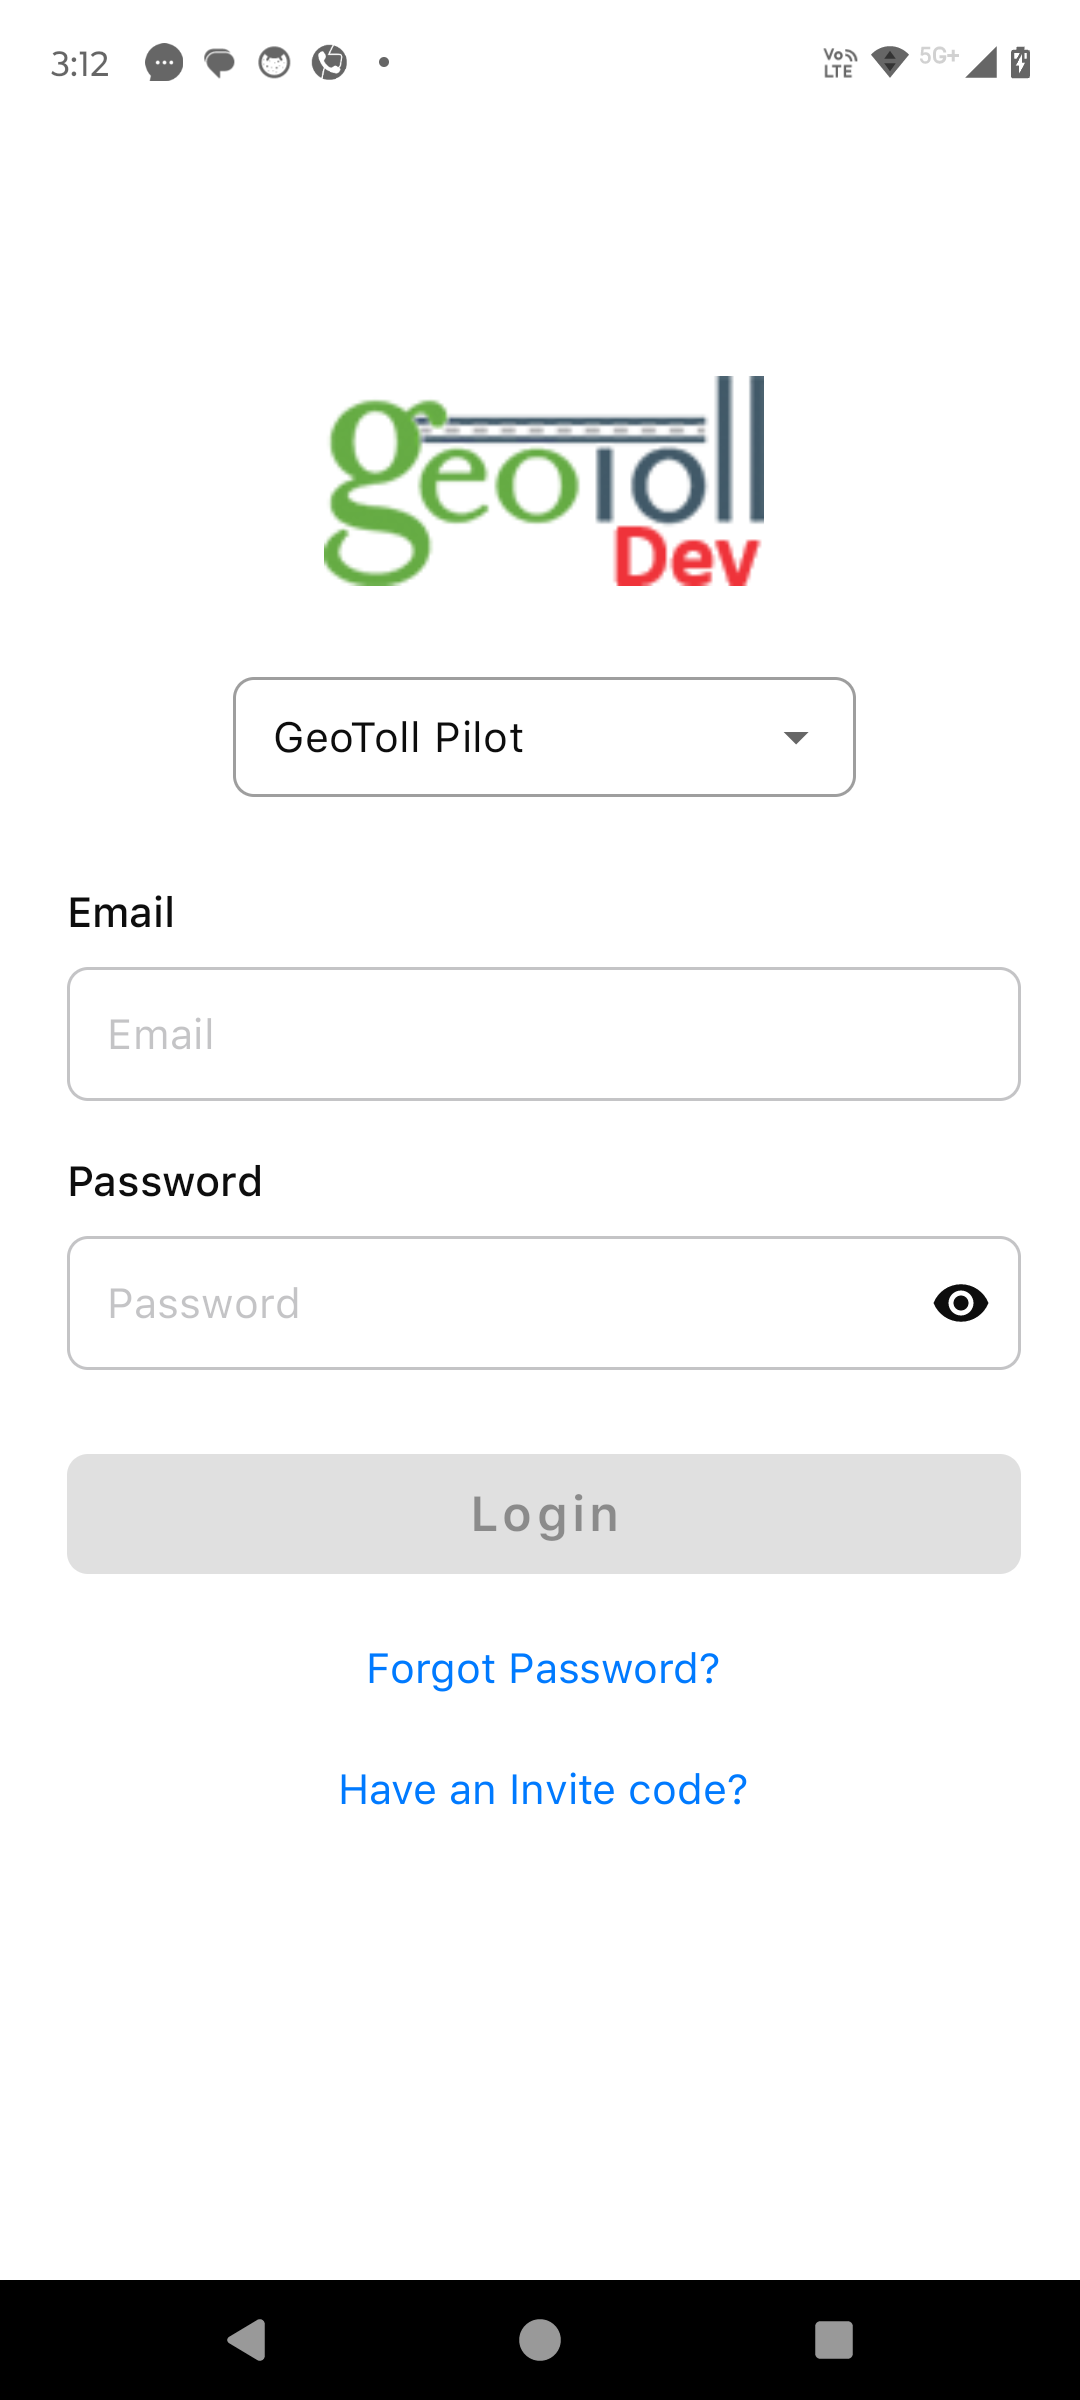 3:12
Vo LTE 5G+
geoToll
Dev
GeoToll Pilot
Email
Email
Password
Password
Login
Forgot Password?
Have an Invite code?